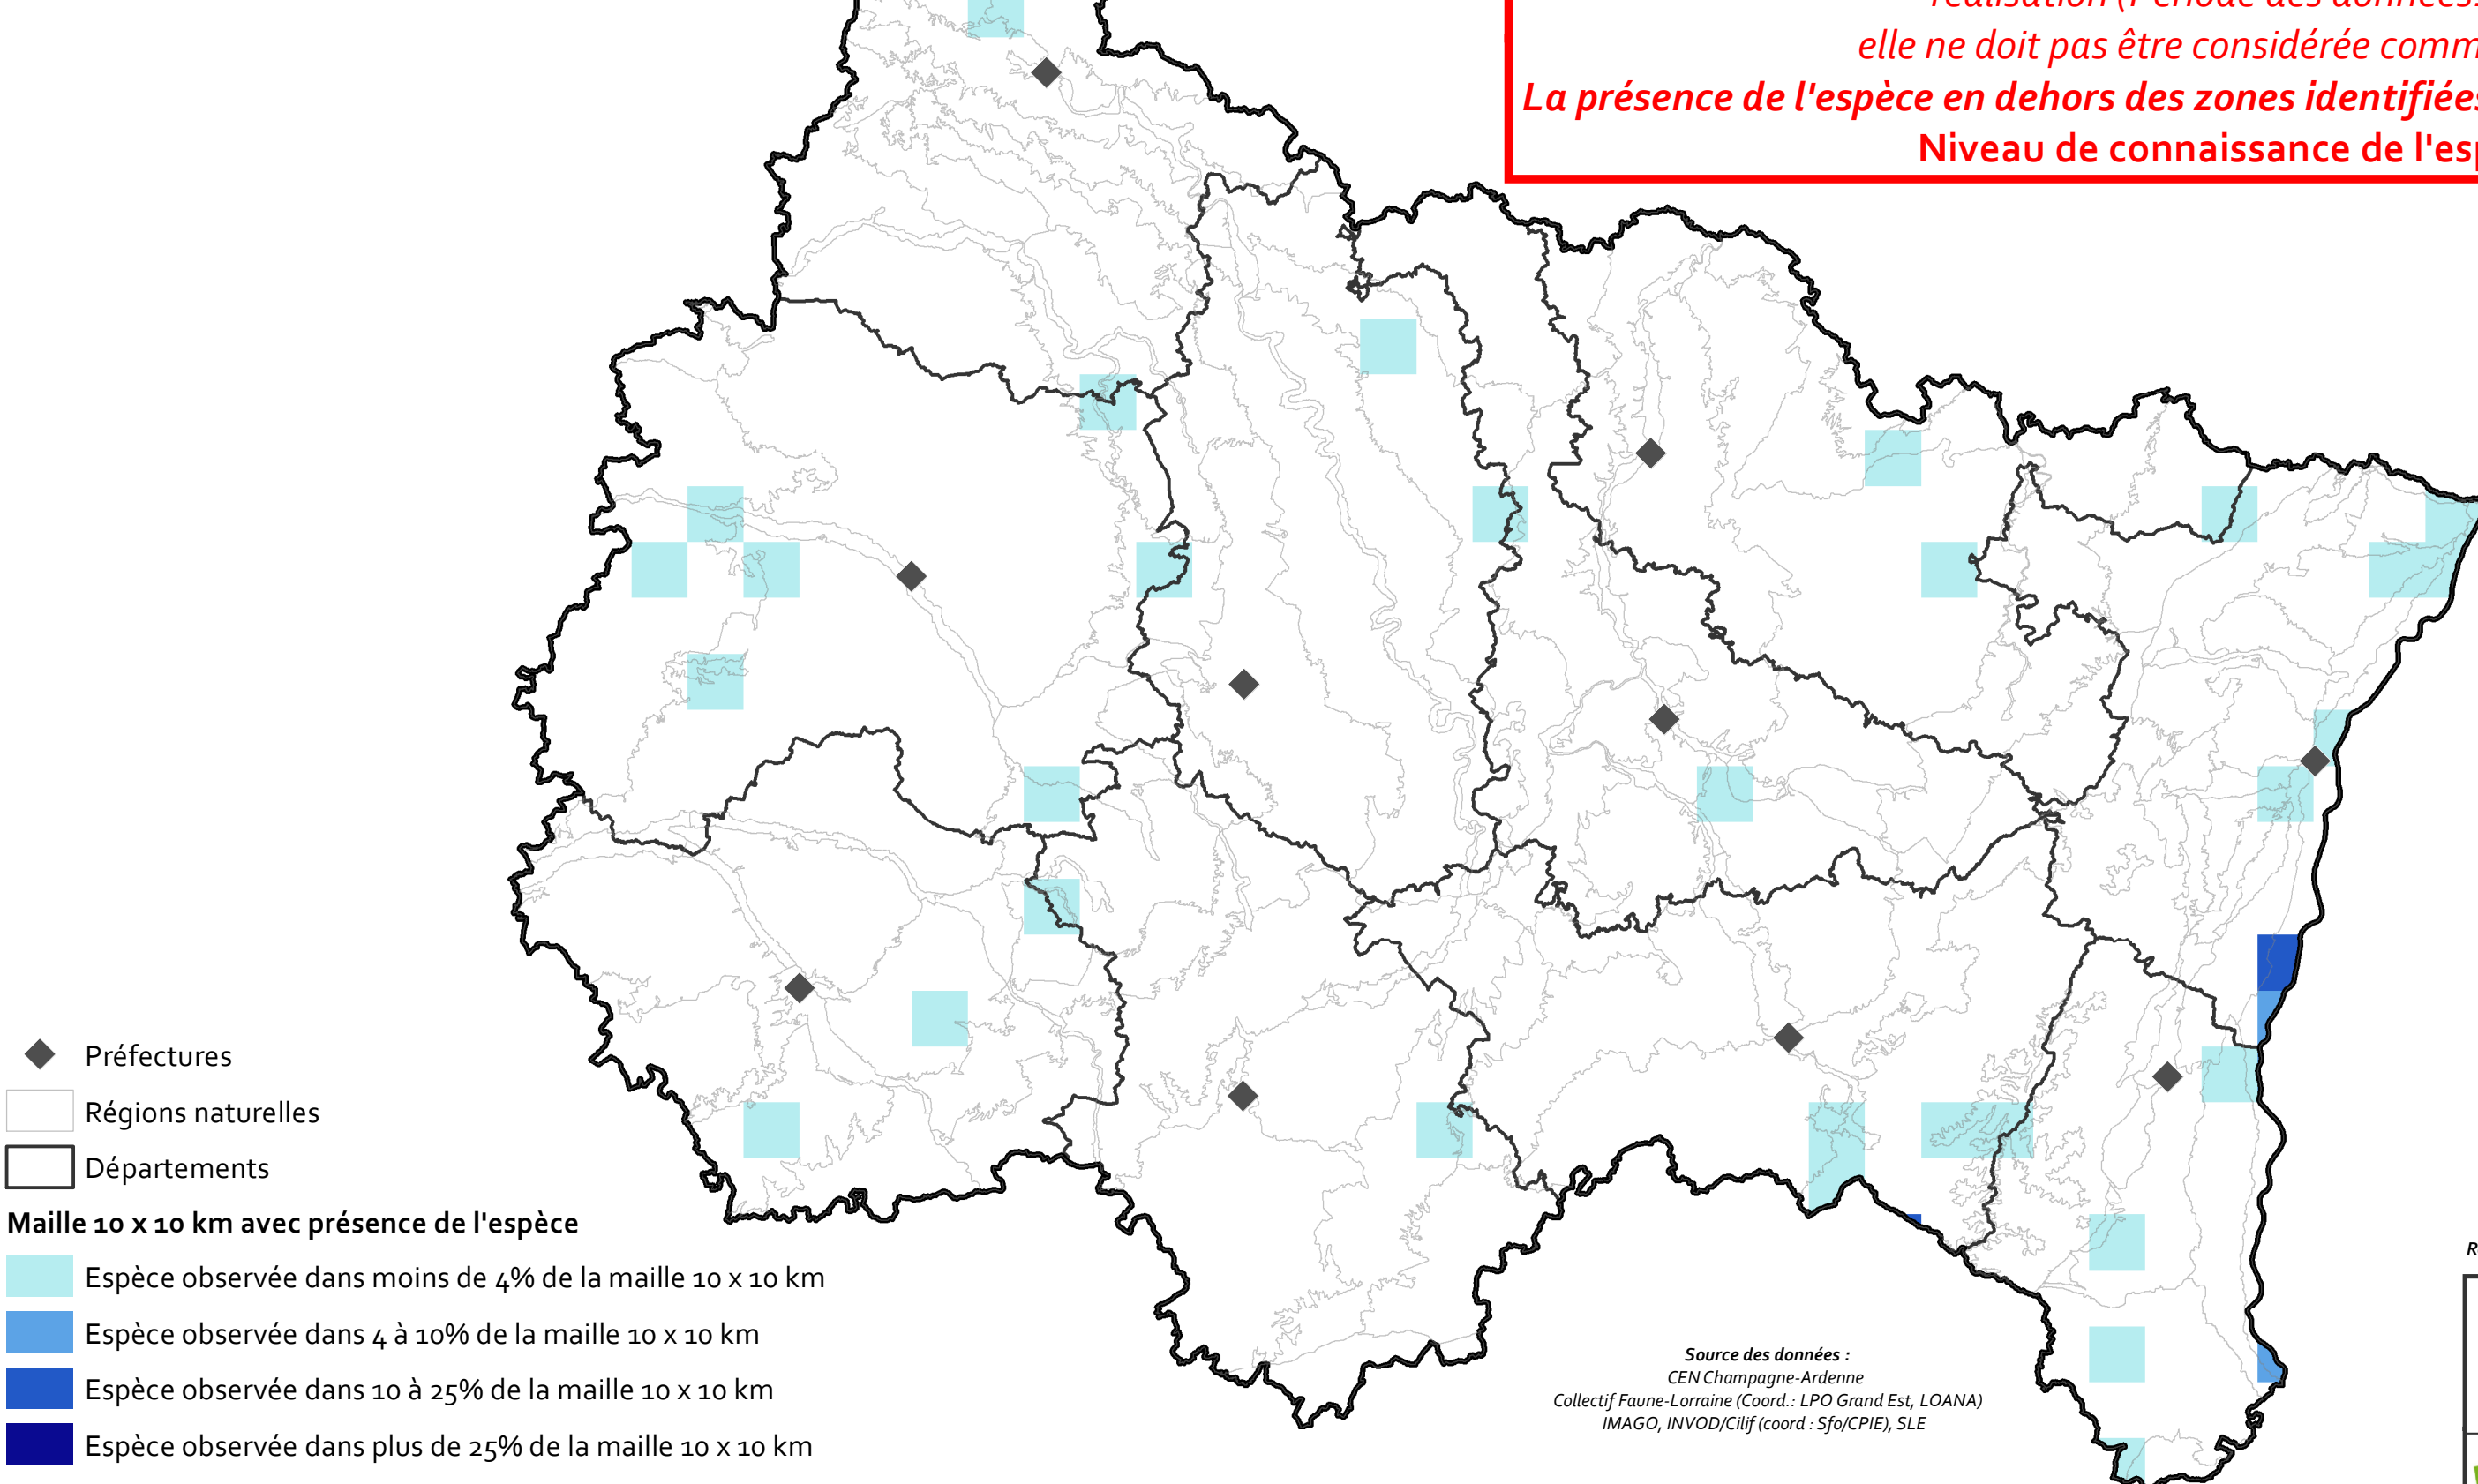 elle ne doit pas être considérée comm
La présence de l'espèce en dehors des zones identifiées
Niveau de connaissance de l'esp
Préfectures
Régions naturelles
Départements
Maille 10 x 10 km avec présence de l'espèce
Espèce observée dans moins de 4% de la maille 10 x 10 km
Espèce observée dans 4 à 10% de la maille 10 x 10 km
Espèce observée dans 10 à 25% de la maille 10 x 10 km
Espèce observée dans plus de 25% de la maille 10 x 10 km
Source des données :
CEN Champagne-Ardenne
Collectif Faune-Lorraine (Coord.: LPO Grand Est, LOANA)
IMAGO, INVOD/Cilif (coord : Sfo/CPIE), SLE
R